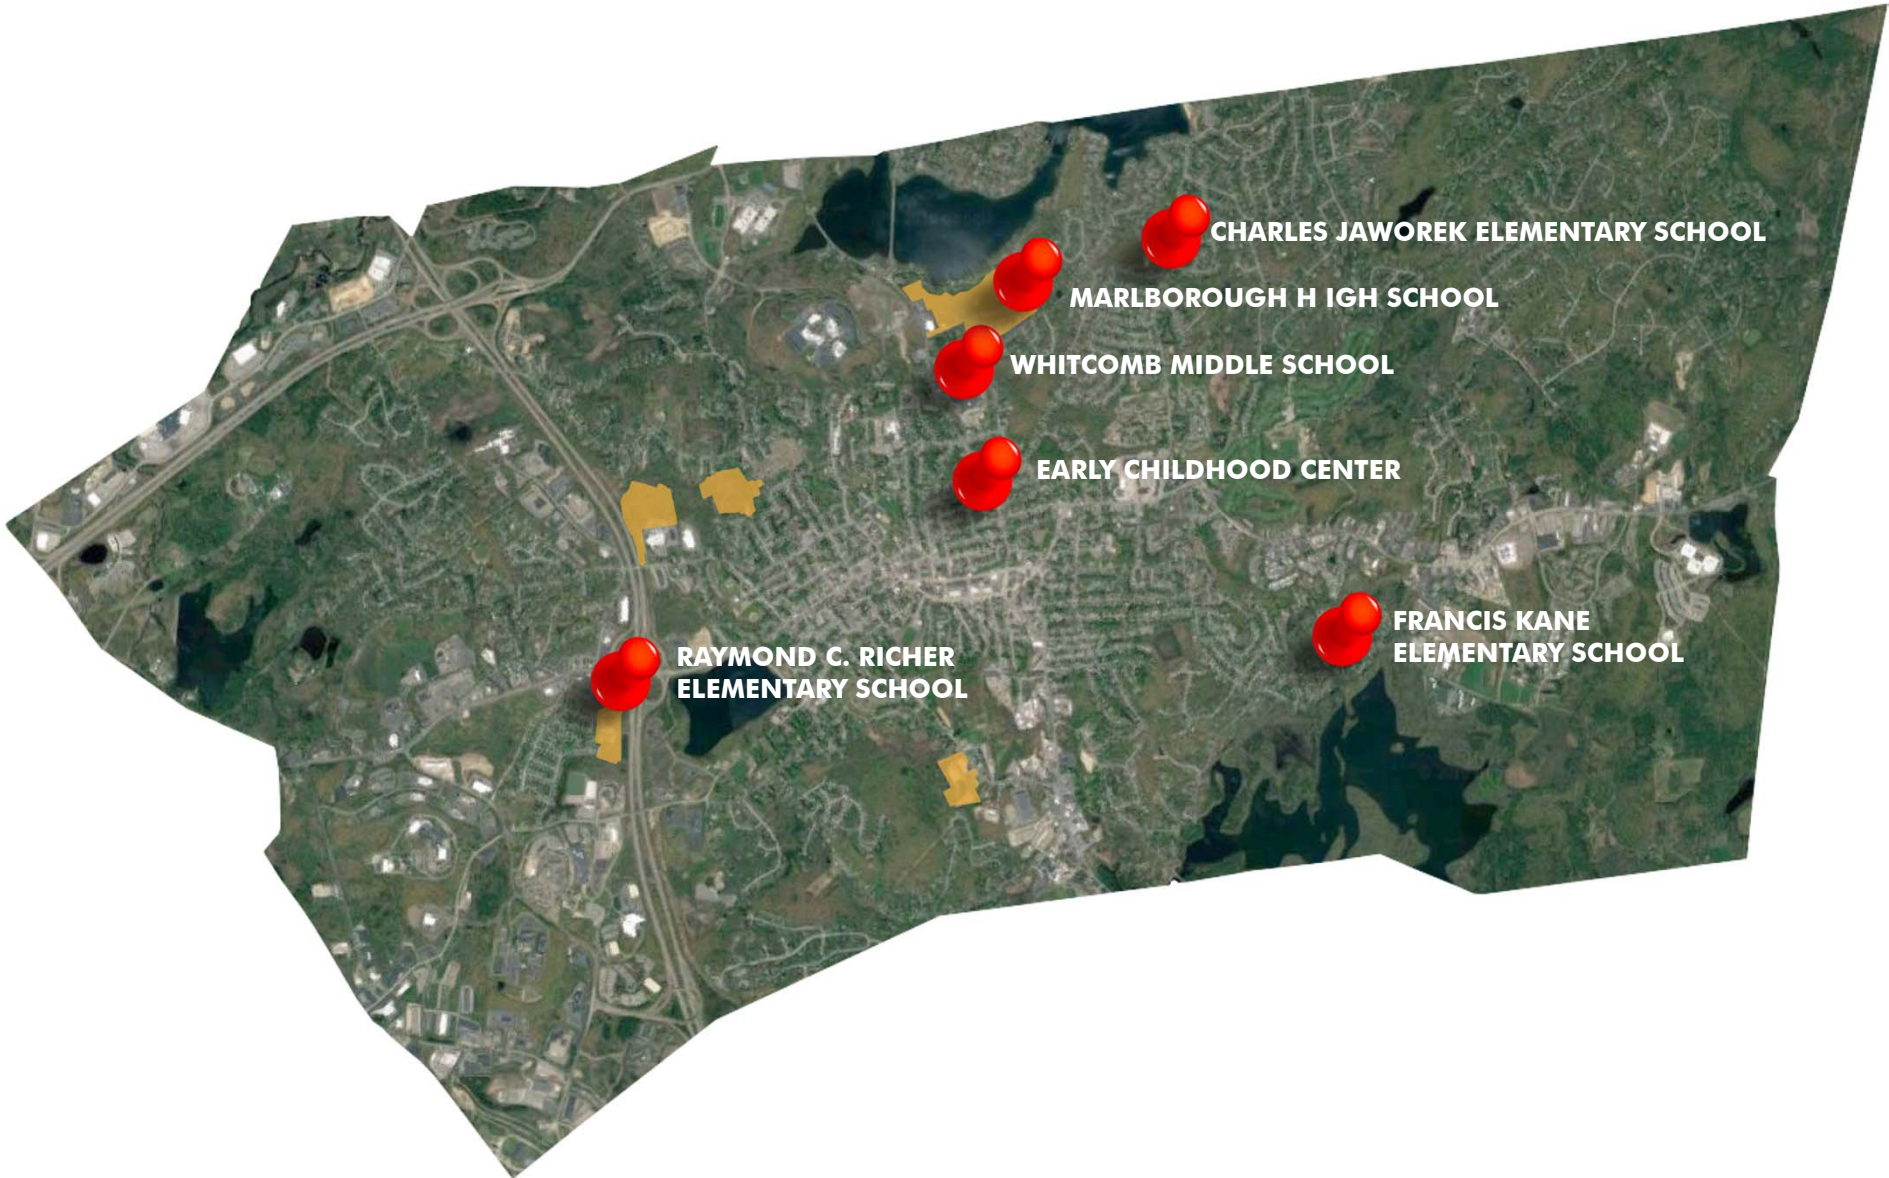 CHARLES JAWOREK ELEMENTARY SCHOOL
MARLBOROUGH H IGH SCHOOL
WHITCOMB MIDDLE SCHOOL
EARLY CHILDHOOD CENTER
FRANCIS KANE
ELEMENTARY SCHOOL
RAYMOND C. RICHER
ELEMENTARY SCHOOL